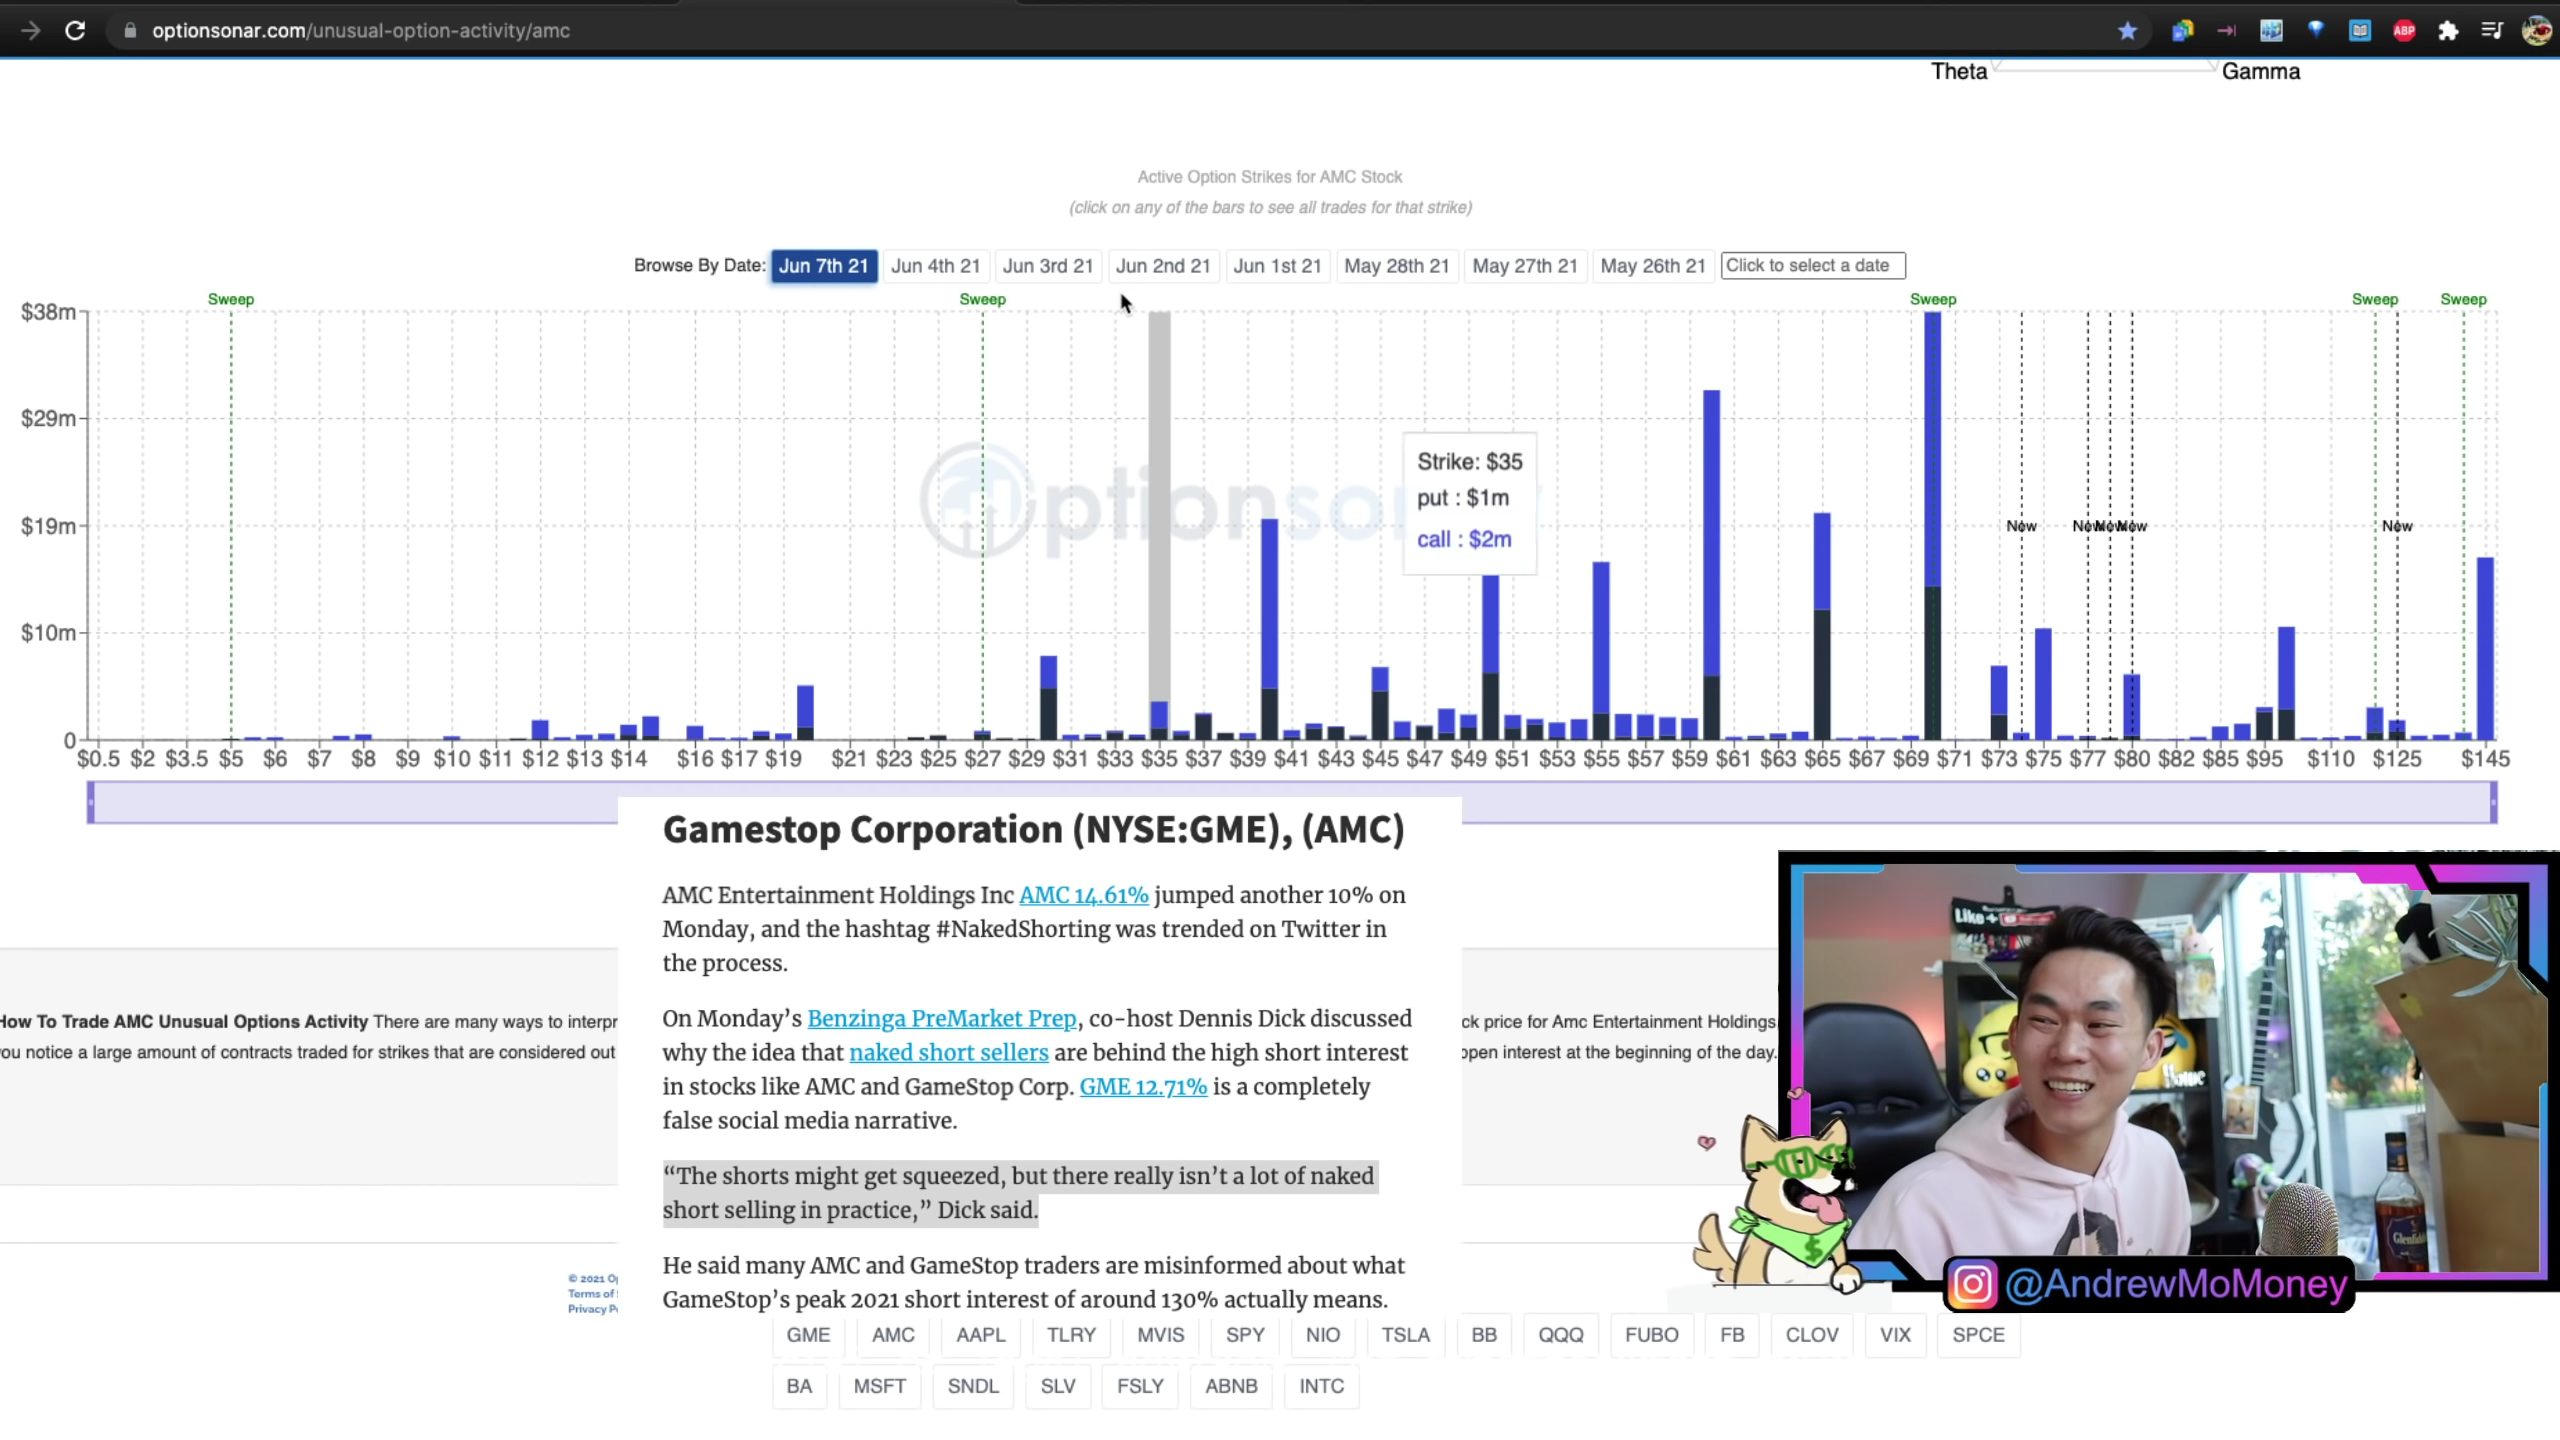 optionsonar.com/unusual-option-activity/amc
ABP
Theta Gamma
Active Option Strikes for AMC Stock
(click on any of the bars to see all trades for that strike)
Browse By Date: Jun 7th 21 Jun 4th 21 Jun 3rd 21 Jun 2nd 21 Jun 1st 21 May 28th 21 May 27th 21 May 26th 21 Click to select a date
Sweep Sweep Sweep Sweep Sweep
$38m
$29m
Strike: $35
put : $1m
call : $2m
ptionso
$19m
New New New New New
$10m
0
$0.5 $2 $3.5 $5 $6 $7 $8 $9 $10 $11 $12 $13 $14 $16 $17 $19 $21 $23 $25 $27 $29 $31 $33 $35 $37 $39 $41 $43 $45 $47 $49 $51 $53 $55 $57 $59 $61 $63 $65 $67 $69 $71 $73 $75 $77 $80 $82 $85 $95 $110 $125 $145
Gamestop Corporation (NYSE:GME), (AMC)
AMC Entertainment Holdings Inc AMC 14.61% jumped another 10% on
Monday, and the hashtag #NakedShorting was trended on Twitter in
the process.
On Monday’s Benzinga PreMarket Prep, co-host Dennis Dick discussed
why the idea that naked short sellers are behind the high short interest
in stocks like AMC and GameStop Corp. GME 12.71% is a completely
false social media narrative.
“The shorts might get squeezed, but there really isn’t a lot of naked
short selling in practice,” Dick said.
He said many AMC and GameStop traders are misinformed about what
GameStop’s peak 2021 short interest of around 130% actually means.
How To Trade AMC Unusual Options Activity There are many ways to interpr
ou notice a large amount of contracts traded for strikes that are considered out
ck price for Amc Entertainment Holdings
open interest at the beginning of the day.
© 2021 Op
Terms of
Privacy Po
Like +
Home
$
@AndrewMoMoney
GME AMC AAPL TLRY MVIS SPY NIO TSLA BB QQQ FUBO FB CLOV VIX SPCE
BA MSFT SNDL SLV FSLY ABNB INTC